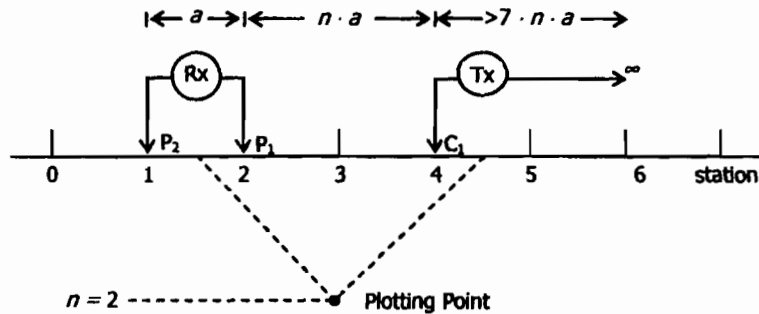 a n · a >7 · n · a
Rx Tx ∞
P₂ P₁ C₁
0 1 2 3 4 5 6 station
n = 2 Plotting Point